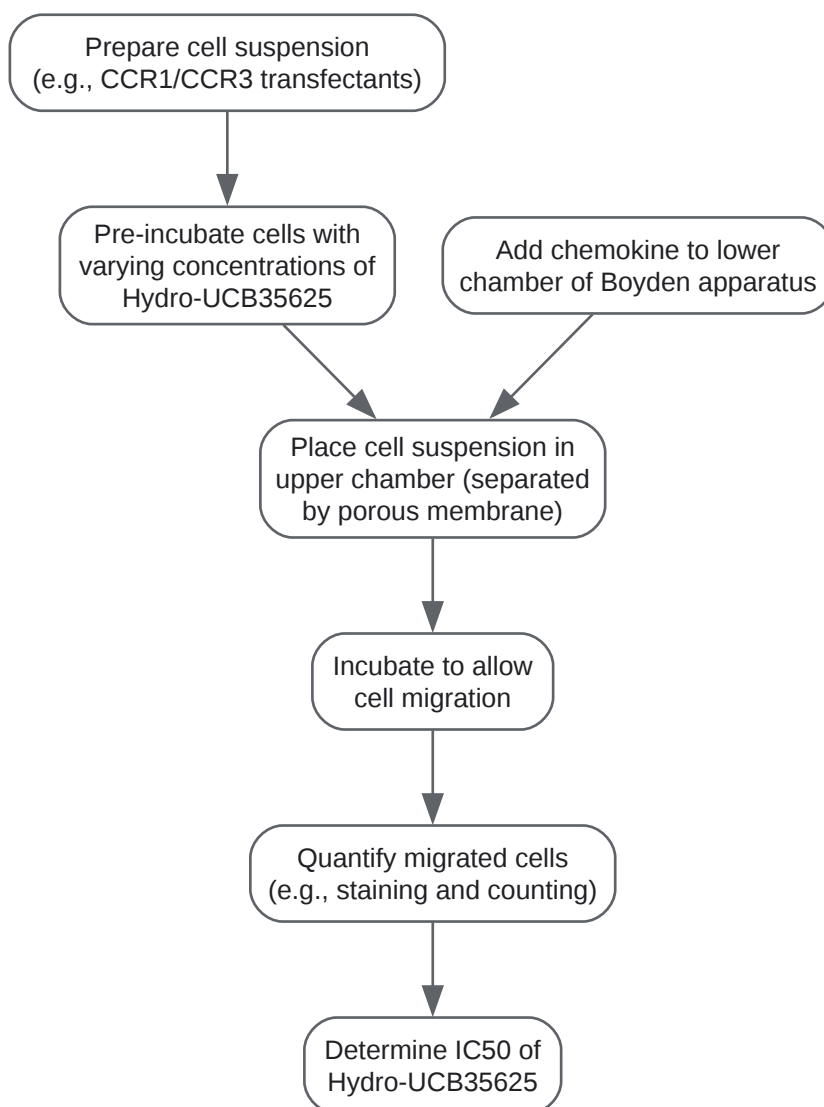 Prepare cell suspension
(e.g., CCR1/CCR3 transfectants)
Pre-incubate cells with
varying concentrations of
Hydro-UCB35625
Add chemokine to lower
chamber of Boyden apparatus
Place cell suspension in
upper chamber (separated
by porous membrane)
Incubate to allow
cell migration
Quantify migrated cells
(e.g., staining and counting)
Determine IC50 of
Hydro-UCB35625